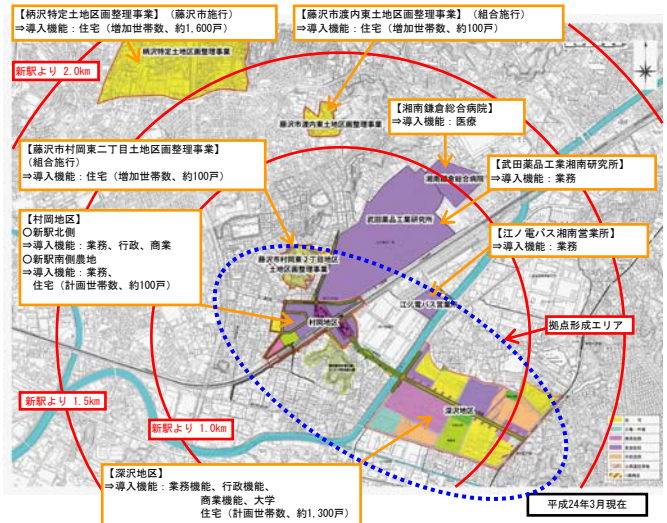 【柄沢特定土地区画整理事業】（藤沢市施行）
⇒導入機能：住宅（増加世帯数、約1,600戸）
【藤沢市渡内東土地区画整理事業】（組合施行）
⇒導入機能：住宅（増加世帯数、約100戸）
柄沢特定土地区画整理事業
新駅より 2.0km
藤沢市渡内東土地区画整理事業
【湘南鎌倉総合病院】
⇒導入機能：医療
【藤沢市村岡東二丁目土地区画整理事業】
（組合施行）
⇒導入機能：住宅（増加世帯数、約100戸）
【武田薬品工業湘南研究所】
⇒導入機能：業務
湘南鎌倉総合病院
武田薬品工業研究所
【村岡地区】
○新駅北側
⇒導入機能：業務、行政、商業
○新駅南側農地
⇒導入機能：業務、
住宅（計画世帯数、約100戸）
【江ノ電バス湘南営業所】
⇒導入機能：業務
藤沢市村岡東2丁目地区
土地区画整理事業
江ノ電バス営業所
村岡地区
拠点形成エリア
新駅より 1.5km
新駅より 1.0km
深沢地区
【深沢地区】
⇒導入機能：業務機能、行政機能、
商業機能、大学
住宅（計画世帯数、約1,300戸）
平成24年3月現在